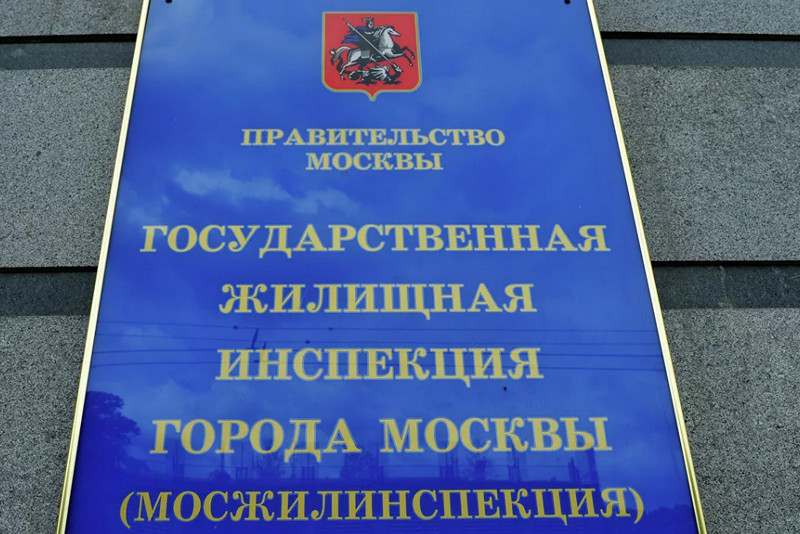 ПРАВИТЕЛЬСТВО
МОСКВЫ
ГОСУДАРСТВЕННАЯ
ЖИЛИЩНАЯ
ИНСПЕКЦИЯ
ГОРОДА МОСКВЫ
(МОСЖИЛИНСПЕКЦИЯ)